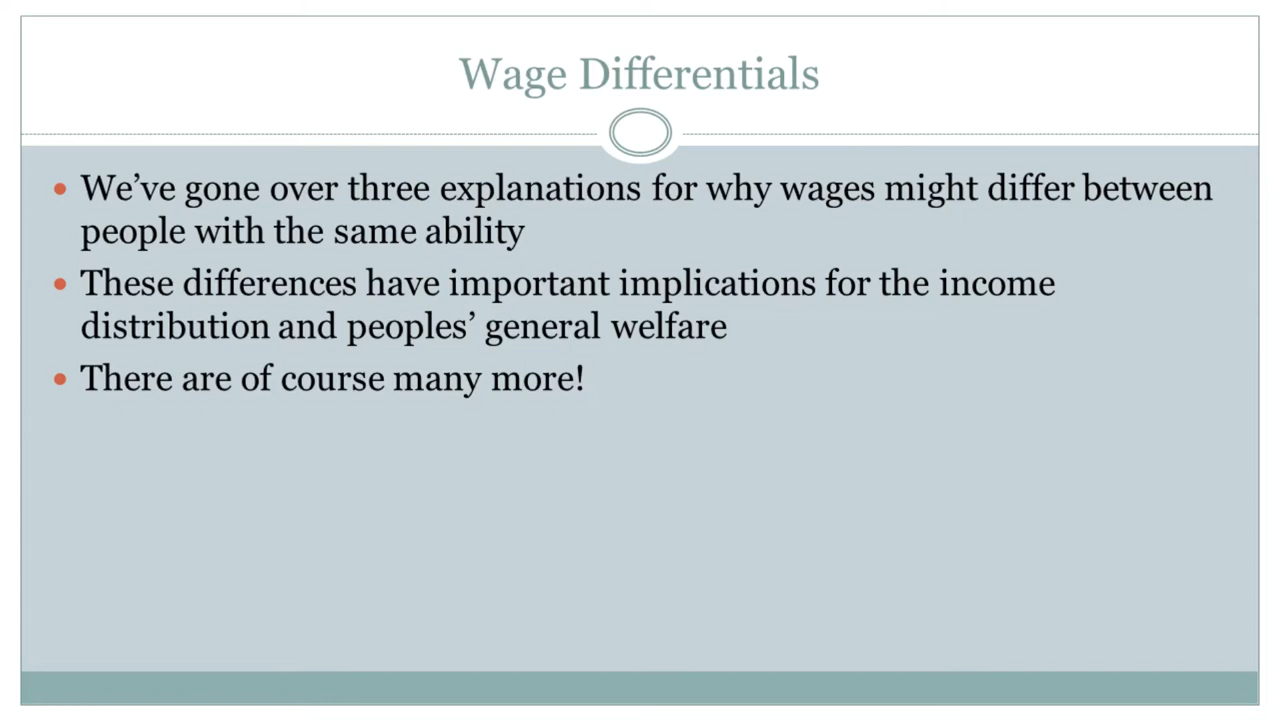 Wage Differentials
• We’ve gone over three explanations for why wages might differ between
people with the same ability
• These differences have important implications for the income
distribution and peoples’ general welfare
• There are of course many more!